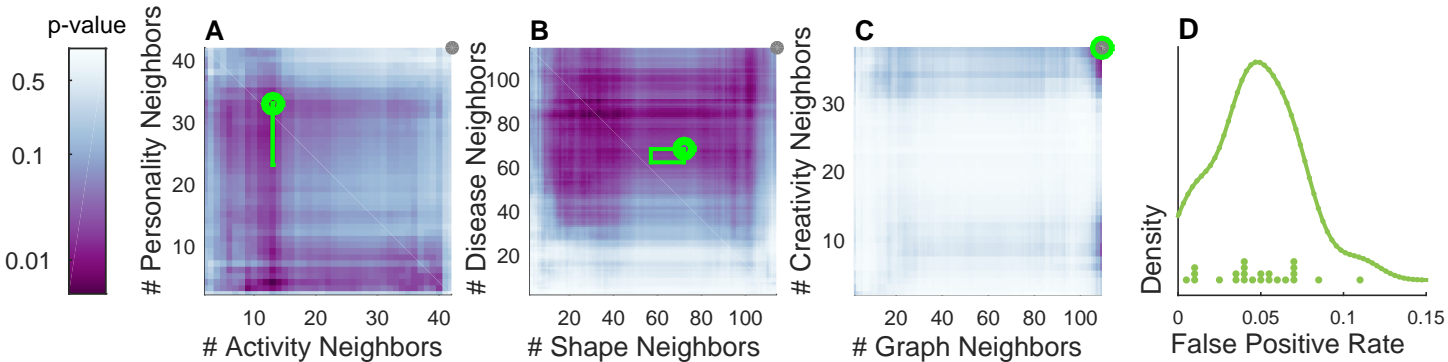 p-value
0.5
0.1
0.01
A
# Personality Neighbors
40
30
20
10
10 20 30 40
# Activity Neighbors
B
# Disease Neighbors
100
80
60
40
20
20 60 80 100
# Shape Neighbors
C
# Creativity Neighbors
30
20
10
20 40 60 80 100
# Graph Neighbors
D
Density
0 0.05 0.1 0.15
False Positive Rate